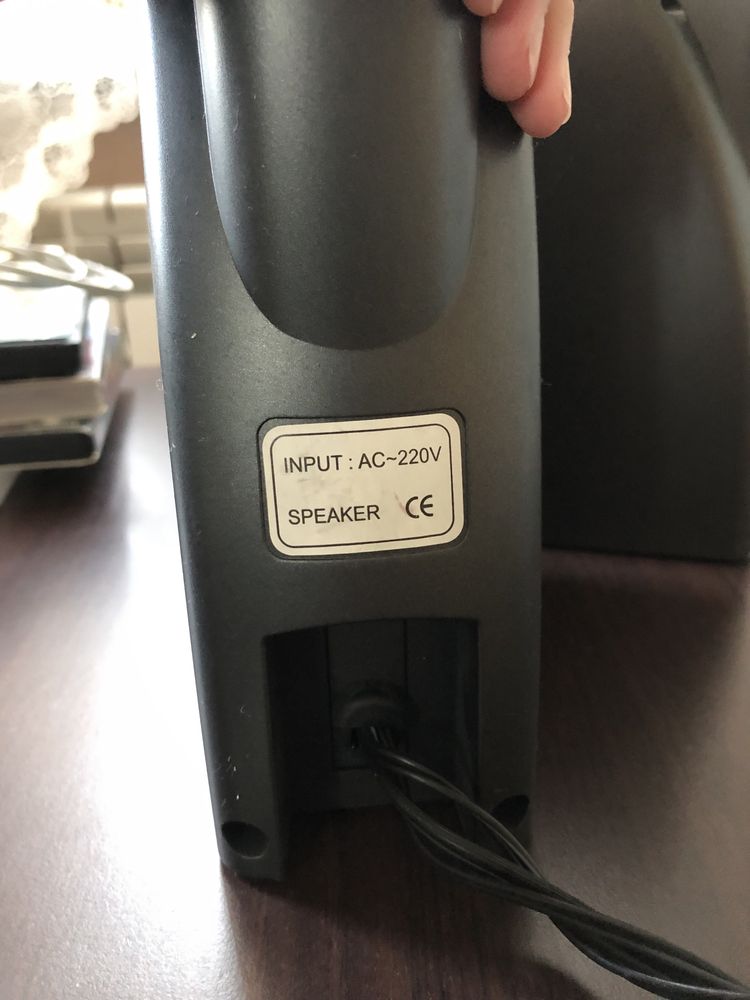 INPUT : AC~220V
SPEAKER CE